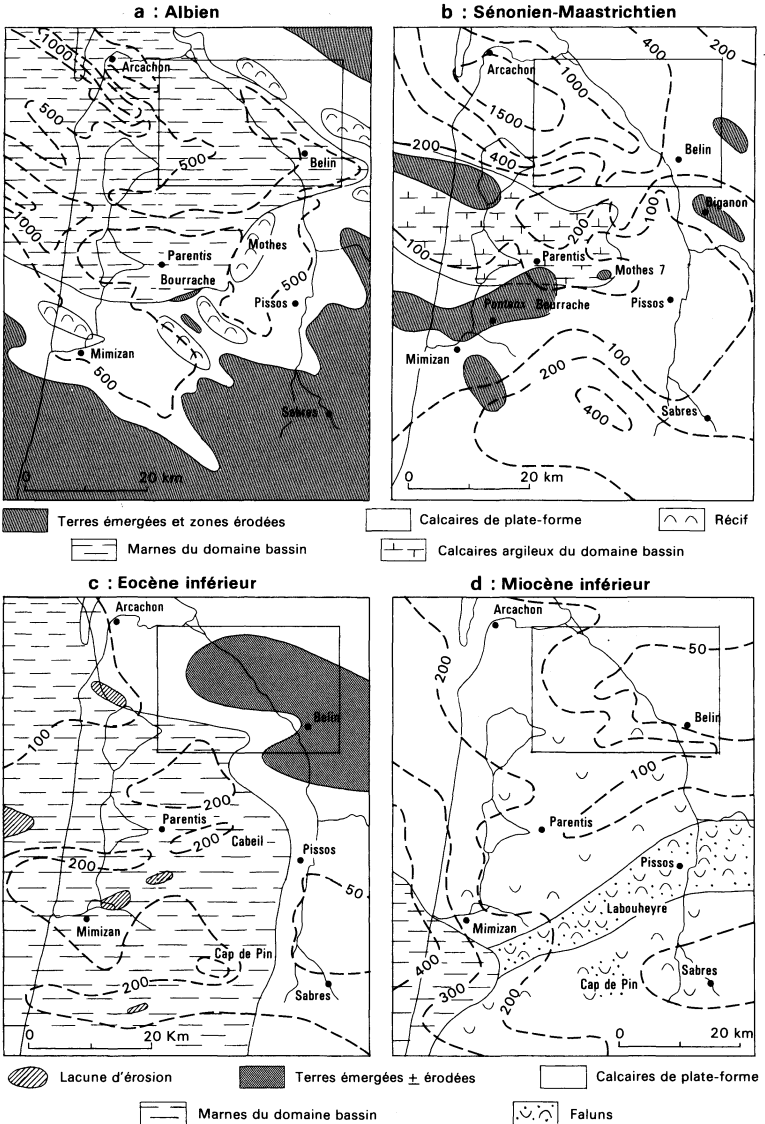 a : Albien
b : Sénonien-Maastrichtien
1000
Arcachon
500
500
Belin
1000
Mothes
Parentis
Bourrache
500
Pissos
Mimizan
500
Sabres
0
20 km
400
200
Arcachon
1000
1500
200
400
Belin
100
Biganon
200
100
Parentis
Mothes 7
Pontaux
Bourrache
Pissos
Mimizan
100
200
400
Sabres
0
20 km
Terres émergées et zones érodées
Calcaires de plate-forme
Récif
Marnes du domaine bassin
Calcaires argileux du domaine bassin
c : Eocène inférieur
d : Miocène inférieur
Arcachon
Belin
100
200
Parentis
200
Cabeil
200
Pissos
50
Mimizan
Cap de Pin
200
Sabres
0
20 Km
Arcachon
50
200
Belin
100
Parentis
Pissos
Labouheyre
Mimizan
400
300
200
Cap de Pin
Sabres
0
20 km
Lacune d'érosion
Terres émergées ± érodées
Calcaires de plate-forme
Marnes du domaine bassin
Faluns